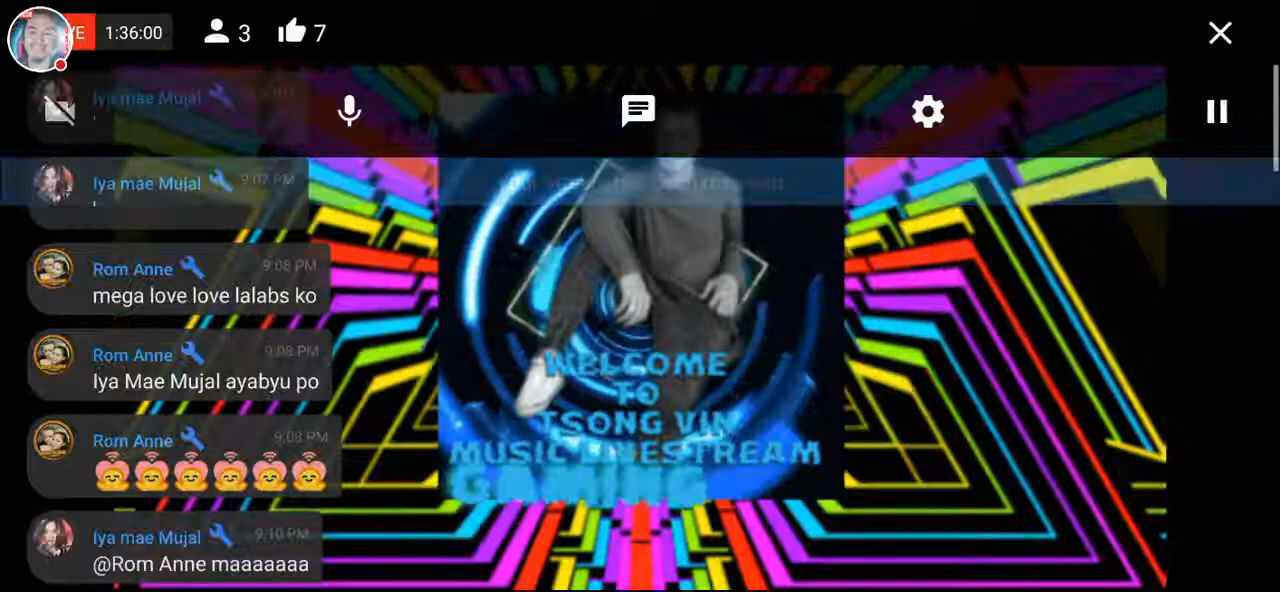 1:36:00
3
7
Iya mae Mujal
Iya mae Mujal 9:07 PM
Rom Anne 9:08 PM
mega love love lalabs ko
Rom Anne 9:08 PM
Iya Mae Mujal ayabyu po
Rom Anne 9:08 PM
Iya mae Mujal 9:10 PM
@Rom Anne maaaaaaa
WELCOME
TO
TSONG VIN
MUSIC LIVESTREAM
GAMING